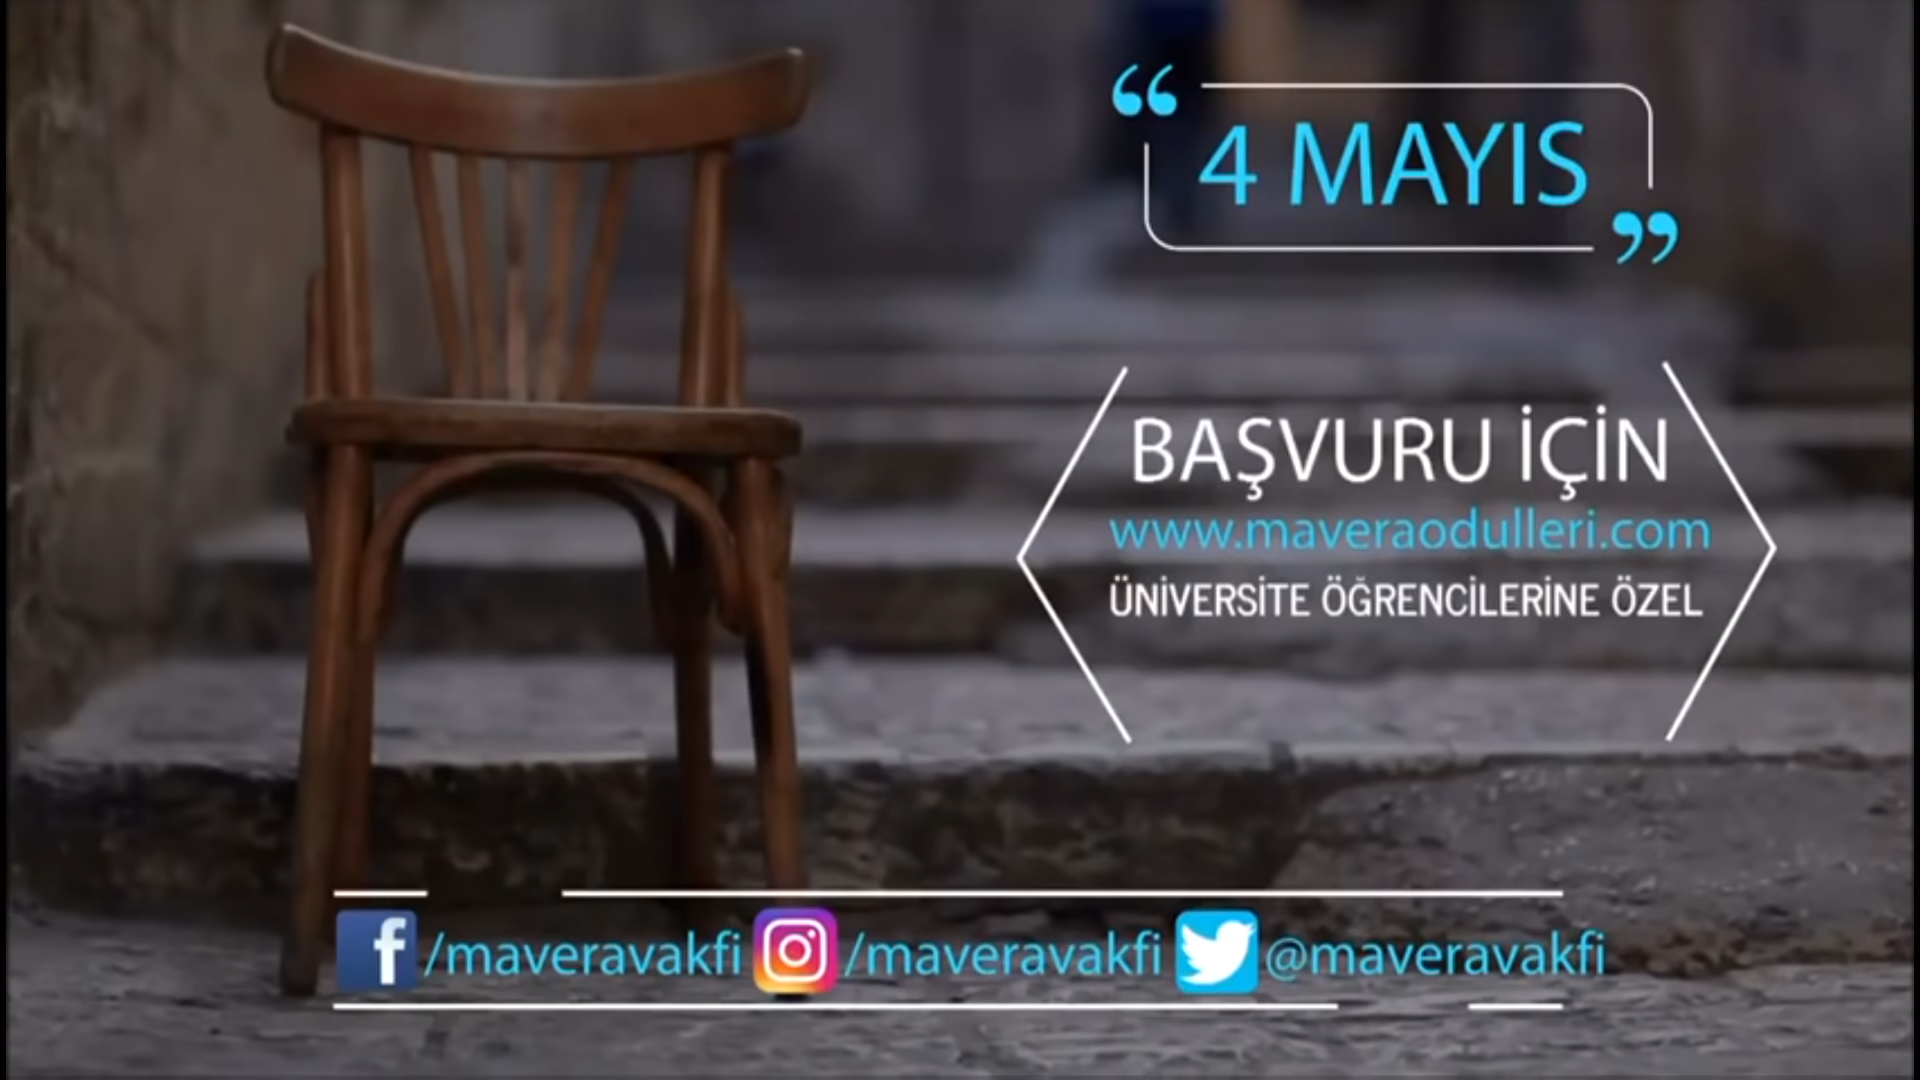 “
4 MAYIS
”
BAŞVURU İÇİN
www.maveraodulleri.com
ÜNİVERSİTE ÖĞRENCİLERİNE ÖZEL
f /maveravakfi /maveravakfi @maveravakfi